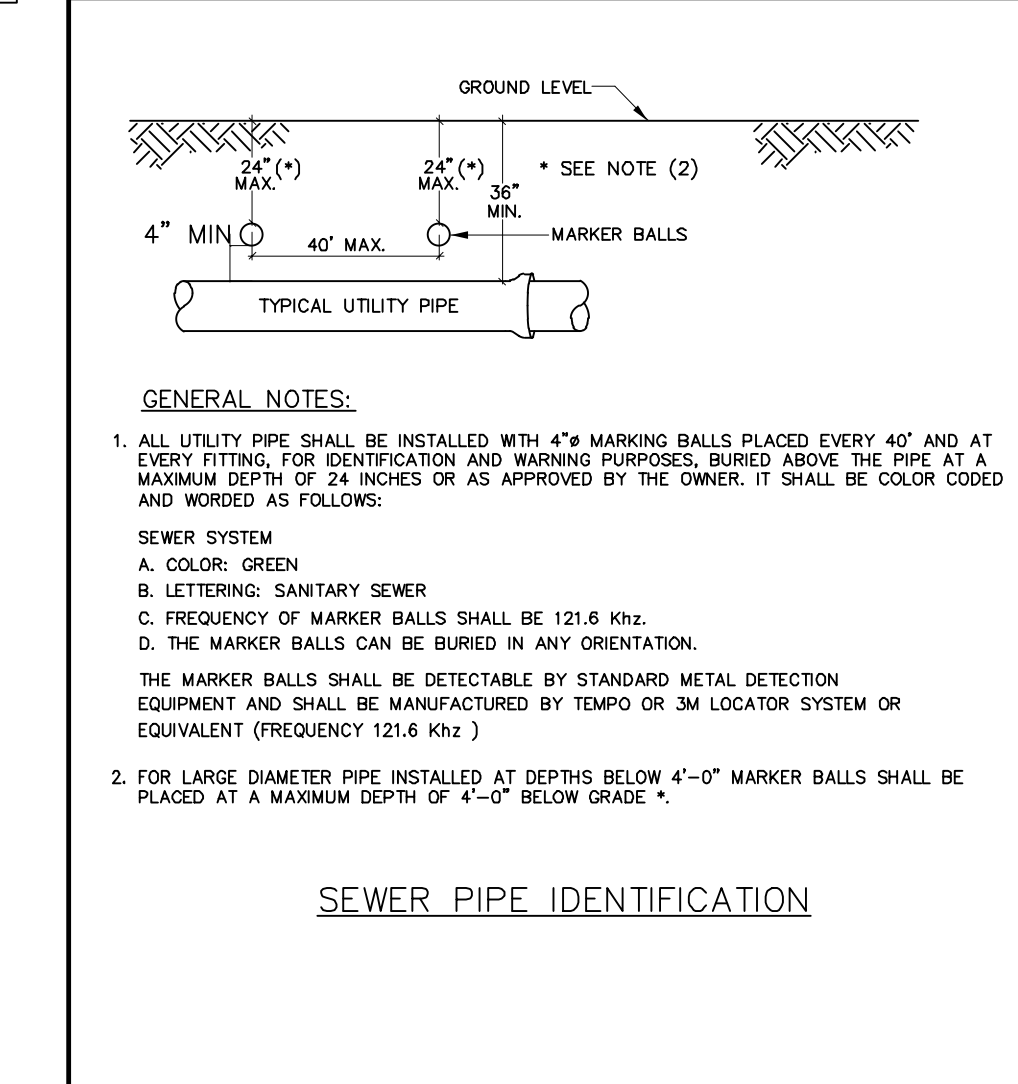 GROUND LEVEL
24"(*)
MAX.
24"(*)
MAX.
* SEE NOTE (2)
36"
MIN.
4" MIN
40' MAX.
MARKER BALLS
TYPICAL UTILITY PIPE
GENERAL NOTES:
1. ALL UTILITY PIPE SHALL BE INSTALLED WITH 4"ø MARKING BALLS PLACED EVERY 40' AND AT
EVERY FITTING, FOR IDENTIFICATION AND WARNING PURPOSES, BURIED ABOVE THE PIPE AT A
MAXIMUM DEPTH OF 24 INCHES OR AS APPROVED BY THE OWNER. IT SHALL BE COLOR CODED
AND WORDED AS FOLLOWS:
SEWER SYSTEM
A. COLOR: GREEN
B. LETTERING: SANITARY SEWER
C. FREQUENCY OF MARKER BALLS SHALL BE 121.6 Khz.
D. THE MARKER BALLS CAN BE BURIED IN ANY ORIENTATION.
THE MARKER BALLS SHALL BE DETECTABLE BY STANDARD METAL DETECTION
EQUIPMENT AND SHALL BE MANUFACTURED BY TEMPO OR 3M LOCATOR SYSTEM OR
EQUIVALENT (FREQUENCY 121.6 Khz )
2. FOR LARGE DIAMETER PIPE INSTALLED AT DEPTHS BELOW 4'-0" MARKER BALLS SHALL BE
PLACED AT A MAXIMUM DEPTH OF 4'-0" BELOW GRADE *.
SEWER PIPE IDENTIFICATION